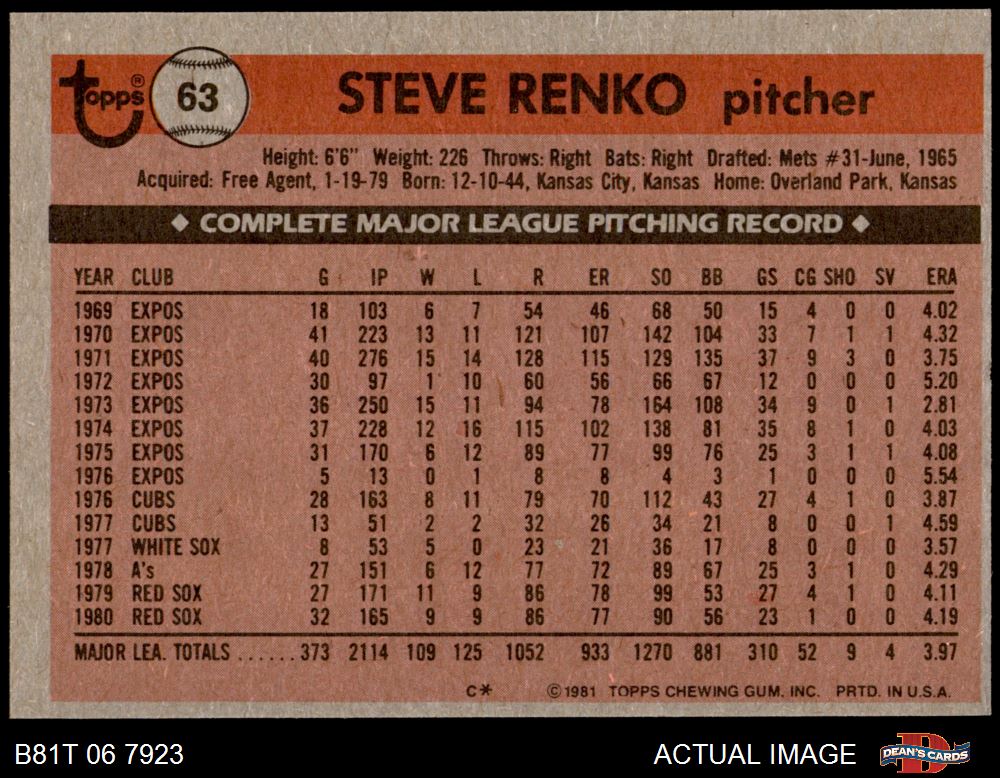 Topps® 63 STEVE RENKO pitcher
Height: 6'6" Weight: 226 Throws: Right Bats: Right Drafted: Mets #31-June, 1965
Acquired: Free Agent, 1-19-79 Born: 12-10-44, Kansas City, Kansas Home: Overland Park, Kansas
◆ COMPLETE MAJOR LEAGUE PITCHING RECORD ◆
YEAR CLUB G IP W L R ER SO BB GS CG SHO SV ERA
1969 EXPOS 18 103 6 7 54 46 68 50 15 4 0 0 4.02
1970 EXPOS 41 223 13 11 121 107 142 104 33 7 1 1 4.32
1971 EXPOS 40 276 15 14 128 115 129 135 37 9 3 0 3.75
1972 EXPOS 30 97 1 10 60 56 66 67 12 0 0 0 5.20
1973 EXPOS 36 250 15 11 94 78 164 108 34 9 0 1 2.81
1974 EXPOS 37 228 12 16 115 102 138 81 35 8 1 0 4.03
1975 EXPOS 31 170 6 12 89 77 99 76 25 3 1 1 4.08
1976 EXPOS 5 13 0 1 8 8 4 3 1 0 0 0 5.54
1976 CUBS 28 163 8 11 79 70 112 43 27 4 1 0 3.87
1977 CUBS 13 51 2 2 32 26 34 21 8 0 0 1 4.59
1977 WHITE SOX 8 53 5 0 23 21 36 17 8 0 0 0 3.57
1978 A's 27 151 6 12 77 72 89 67 25 3 1 0 4.29
1979 RED SOX 27 171 11 9 86 78 99 53 27 4 1 0 4.11
1980 RED SOX 32 165 9 9 86 77 90 56 23 1 0 0 4.19
MAJOR LEA. TOTALS ......373 2114 109 125 1052 933 1270 881 310 52 9 4 3.97
C* ©1981 TOPPS CHEWING GUM. INC. PRTD. IN U.S.A.
B81T 06 7923 ACTUAL IMAGE DEAN'S CARDS